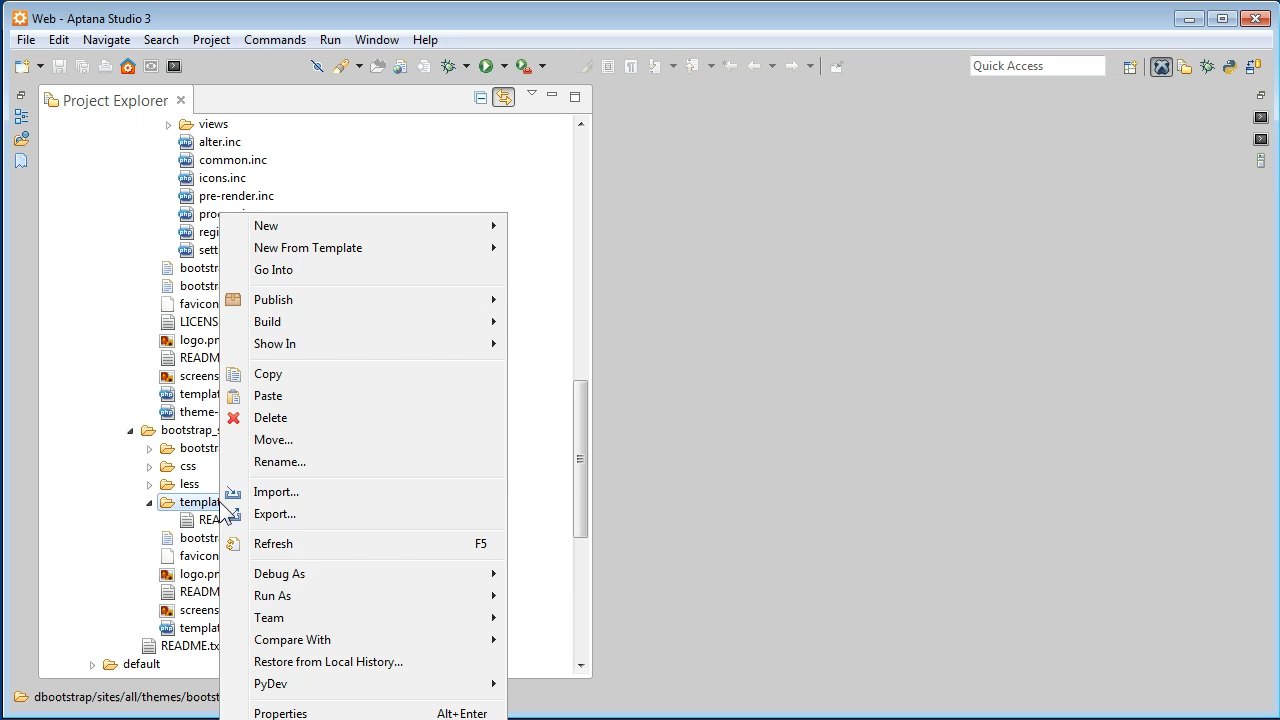 Web - Aptana Studio 3
File Edit Navigate Search Project Commands Run Window Help
Quick Access
Project Explorer
views
alter.inc
common.inc
icons.inc
pre-render.inc
New
New From Template
Go Into
Publish
Build
Show In
Copy
Paste
Delete
Move...
Rename...
Import...
Export...
Refresh F5
Debug As
Run As
Team
Compare With
Restore from Local History...
PyDev
Properties Alt+Enter
proc
regi
sett
bootstr
bootstr
favicon
LICENS
logo.pn
READM
screens
templat
theme-
bootstrap_s
bootstr
css
less
templat
REA
bootstr
favicon
logo.pn
READM
screens
templat
README.tx
default
dbootstrap/sites/all/themes/bootst